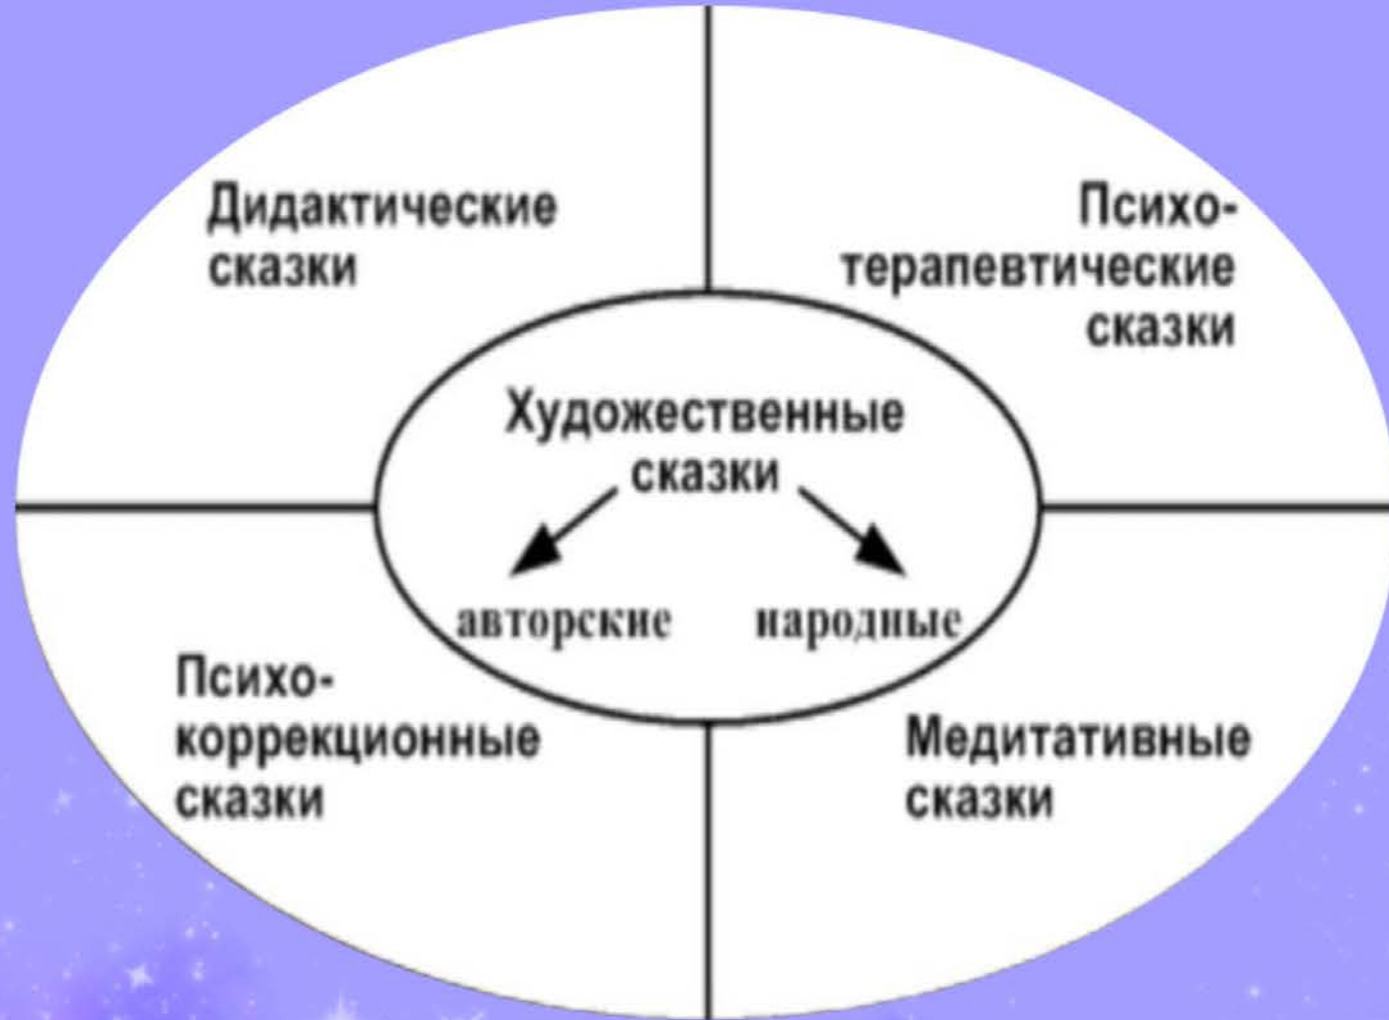 Дидактические
сказки
Психо-
терапевтические
сказки
Художественные
сказки
авторские
народные
Психо-
коррекционные
сказки
Медитативные
сказки